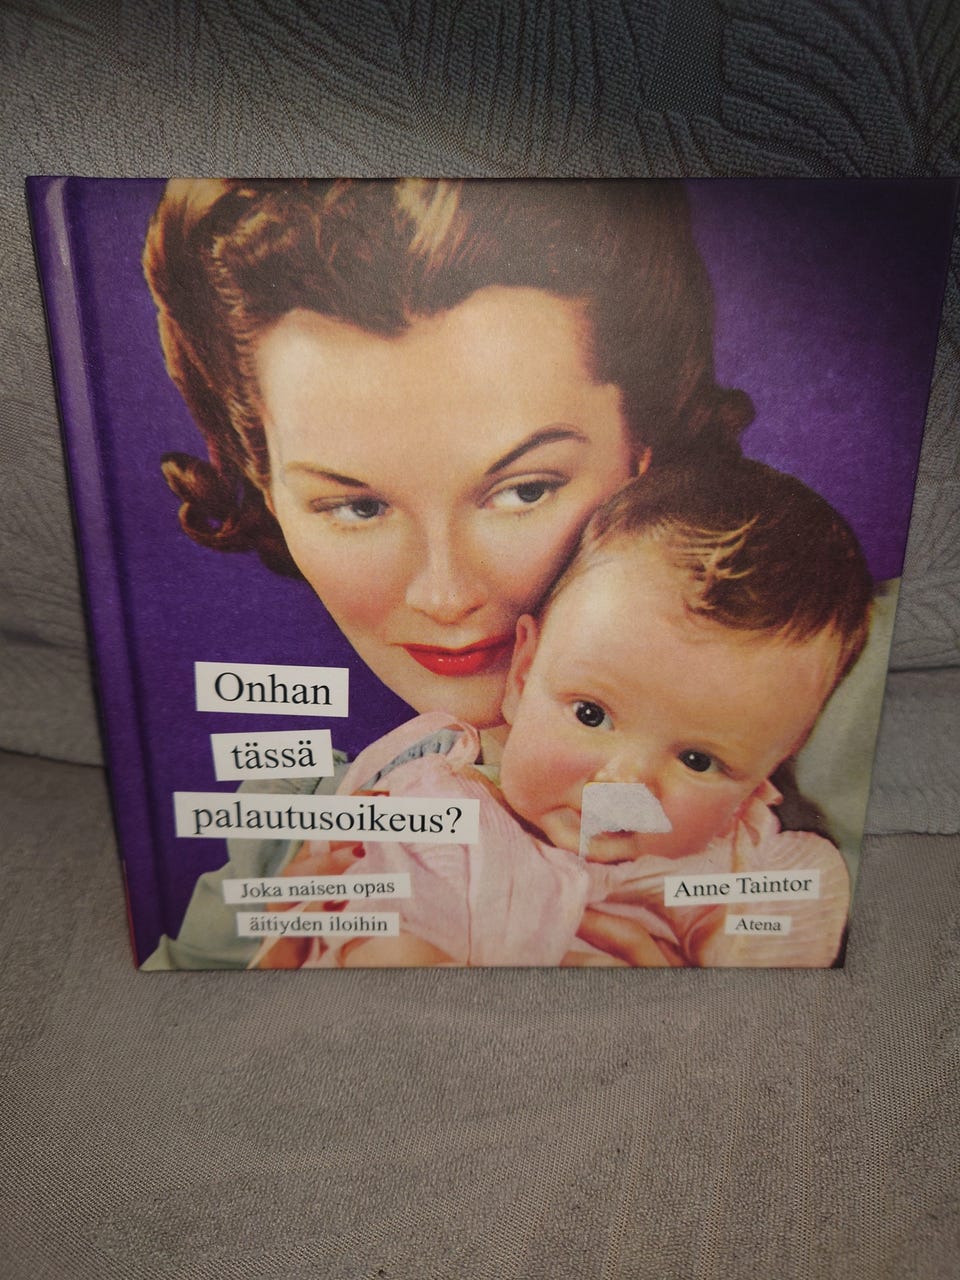 Onhan
tässä
palautusoikeus?
Joka naisen opas
äitiyden iloihin
Anne Taintor
Atena